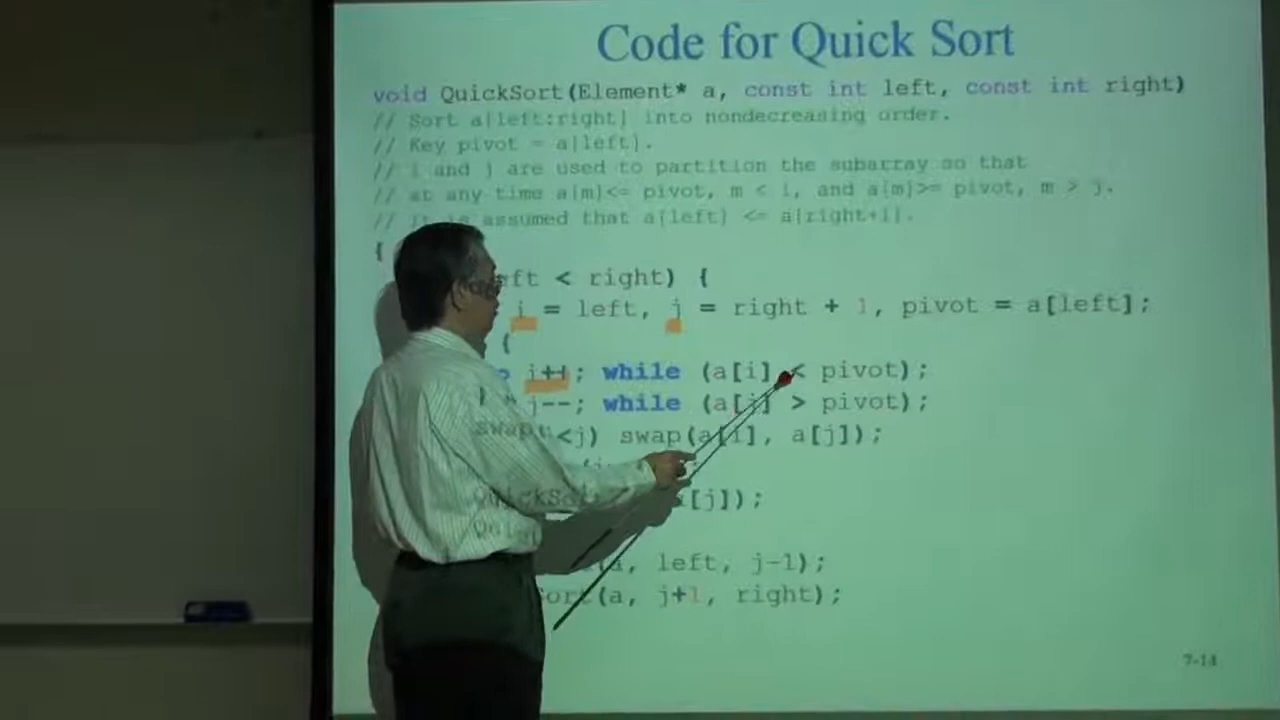 Code for Quick Sort
void QuickSort(Element* a, const int left, const int right)
// Sort a[left:right] into nondecreasing order.
// Key pivot = a[left].
// i and j are used to partition the subarray so that
// at any time a[m]<= pivot, m < i, and a[m]>= pivot, m > j.
// It is assumed that a[left] <= a[right+1].
{
ft < right) {
i = left, j = right + 1, pivot = a[left];
{
i++; while (a[i] < pivot);
j--; while (a[j] > pivot);
<j) swap(a[i], a[j]);
[j]);
(a, left, j-1);
Sort(a, j+1, right);
7-14